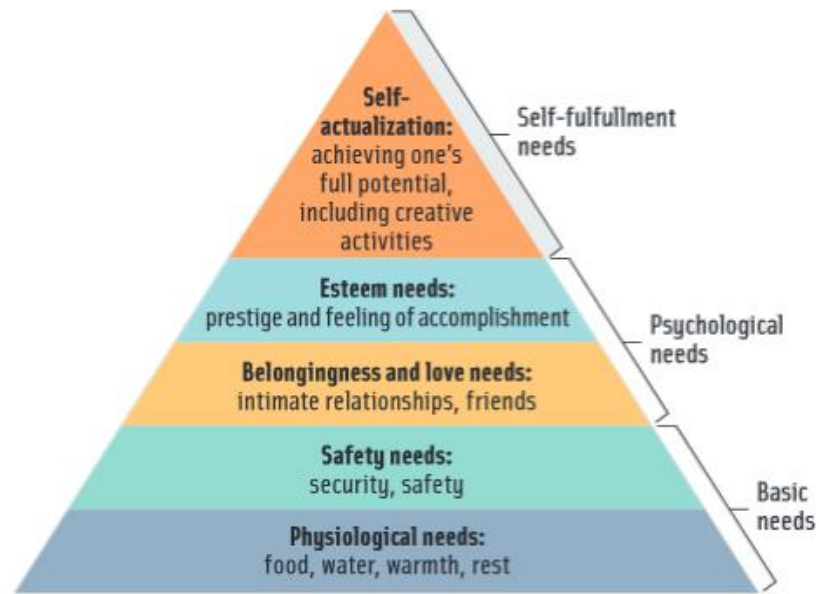 Self-
actualization:
achieving one's
full potential,
including creative
activities
Self-fulfullment
needs
Esteem needs:
prestige and feeling of accomplishment
Psychological
needs
Belongingness and love needs:
intimate relationships, friends
Safety needs:
security, safety
Basic
needs
Physiological needs:
food, water, warmth, rest